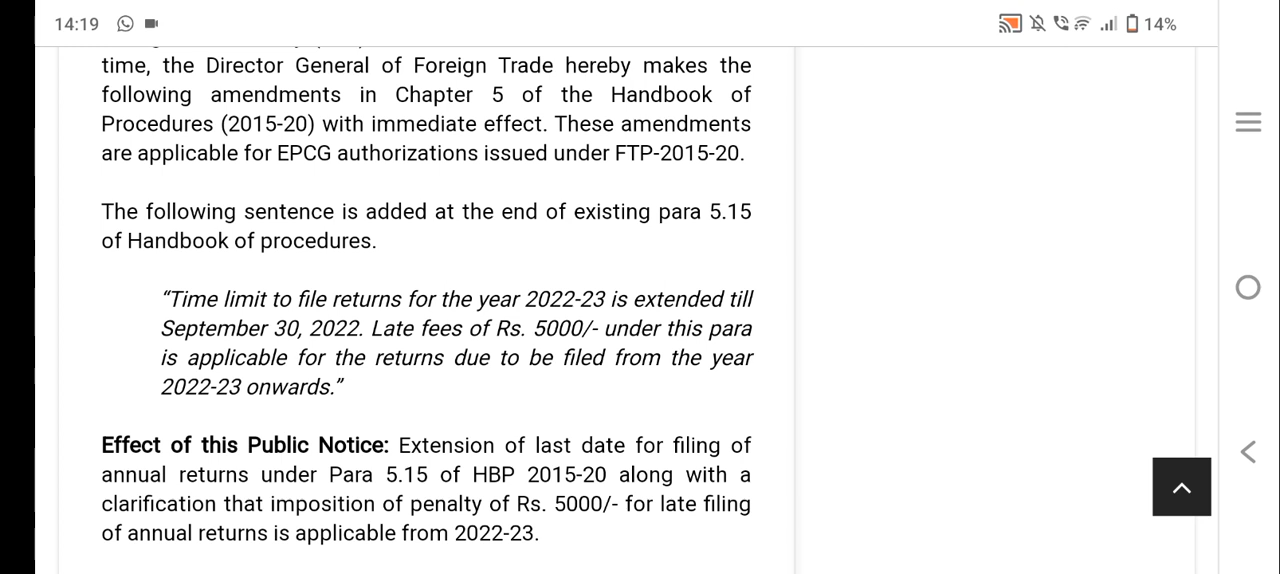 14:19
14%
time, the Director General of Foreign Trade hereby makes the
following amendments in Chapter 5 of the Handbook of
Procedures (2015-20) with immediate effect. These amendments
are applicable for EPCG authorizations issued under FTP-2015-20.
The following sentence is added at the end of existing para 5.15
of Handbook of procedures.
“Time limit to file returns for the year 2022-23 is extended till
September 30, 2022. Late fees of Rs. 5000/- under this para
is applicable for the returns due to be filed from the year
2022-23 onwards.”
Effect of this Public Notice: Extension of last date for filing of
annual returns under Para 5.15 of HBP 2015-20 along with a
clarification that imposition of penalty of Rs. 5000/- for late filing
of annual returns is applicable from 2022-23.